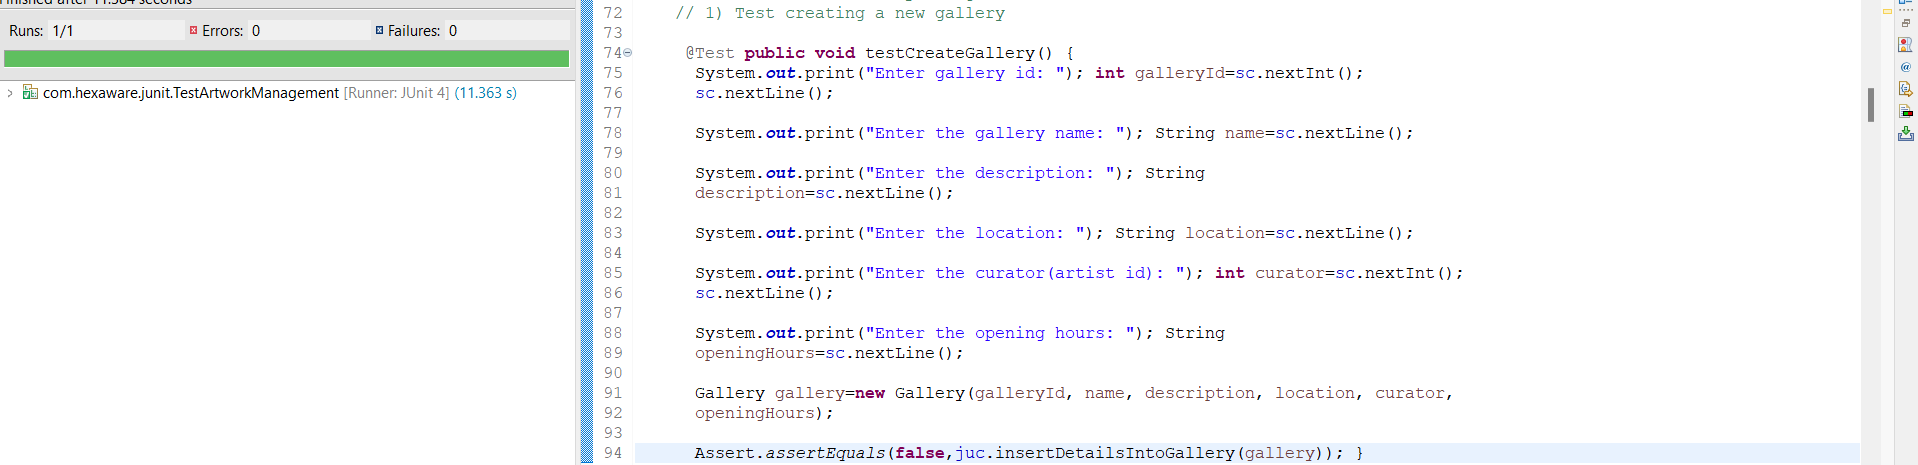 Finished after 11.584 seconds
Runs: 1/1 Errors: 0 Failures: 0
com.hexaware.junit.TestArtworkManagement [Runner: JUnit 4] (11.363 s)
72 // 1) Test creating a new gallery
73
74 @Test public void testCreateGallery() {
75 System.out.print("Enter gallery id: "); int galleryId=sc.nextInt();
76 sc.nextLine();
77
78 System.out.print("Enter the gallery name: "); String name=sc.nextLine();
79
80 System.out.print("Enter the description: "); String
81 description=sc.nextLine();
82
83 System.out.print("Enter the location: "); String location=sc.nextLine();
84
85 System.out.print("Enter the curator(artist id): "); int curator=sc.nextInt();
86 sc.nextLine();
87
88 System.out.print("Enter the opening hours: "); String
89 openingHours=sc.nextLine();
90
91 Gallery gallery=new Gallery(galleryId, name, description, location, curator,
92 openingHours);
93
94 Assert.assertEquals(false,juc.insertDetailsIntoGallery(gallery)); }